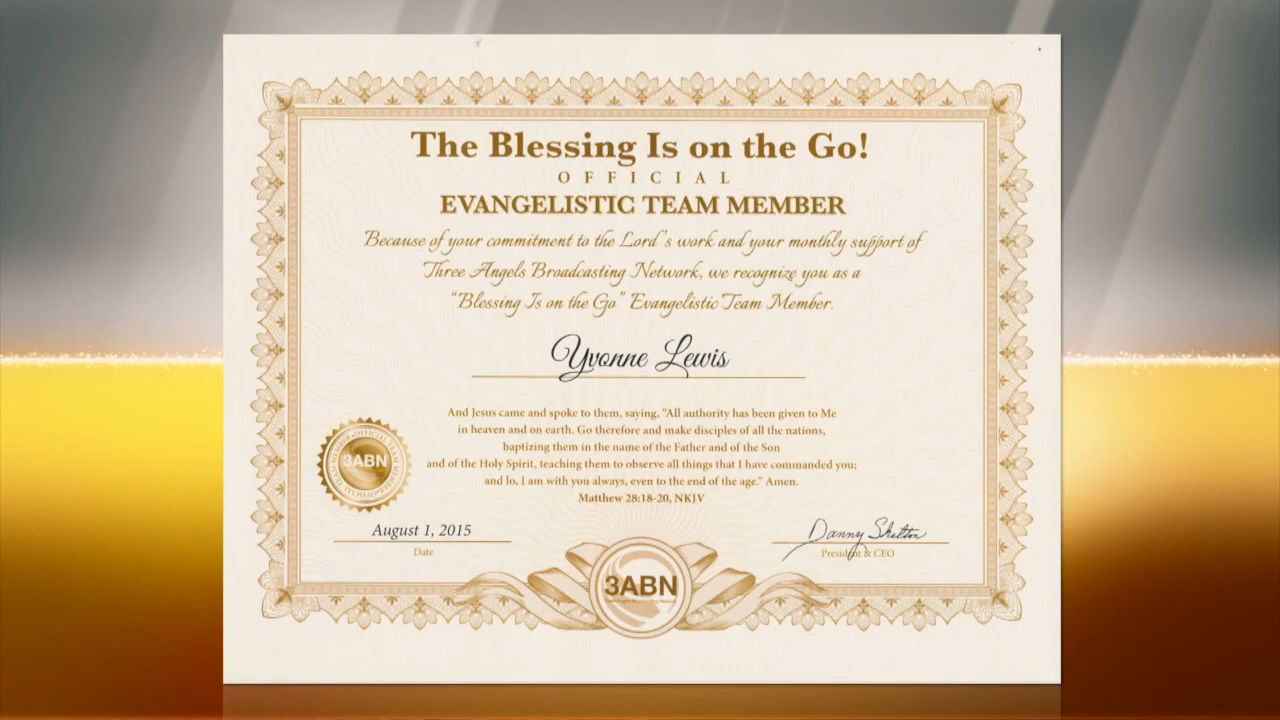 The Blessing Is on the Go!
OFFICIAL
EVANGELISTIC TEAM MEMBER
Because of your commitment to the Lord's work and your monthly support of
Three Angels Broadcasting Network, we recognize you as a
"Blessing Is on the Go" Evangelistic Team Member.
Yvonne Lewis
And Jesus came and spoke to them, saying, "All authority has been given to Me
in heaven and on earth. Go therefore and make disciples of all the nations,
baptizing them in the name of the Father and of the Son
and of the Holy Spirit, teaching them to observe all things that I have commanded you;
and lo, I am with you always, even to the end of the age." Amen.
Matthew 28:18-20, NKJV
3ABN
August 1, 2015
Date
Danny Shelton
President & CEO
3ABN